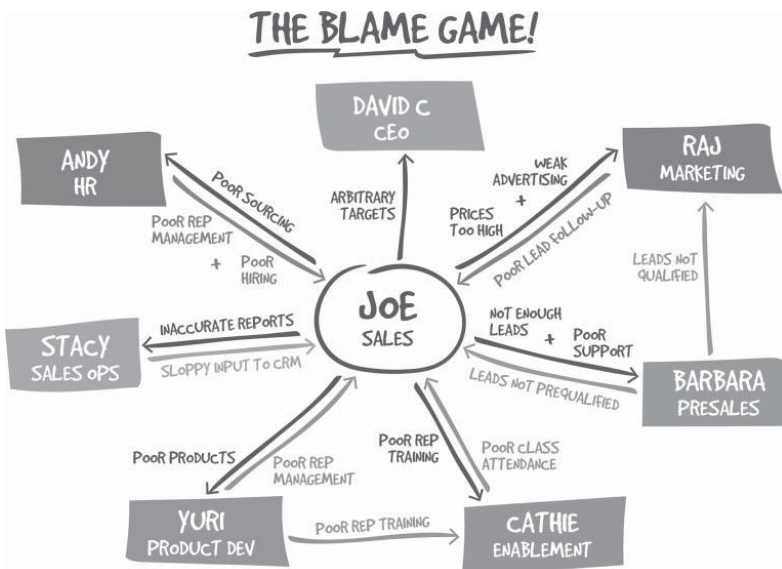 THE BLAME GAME!
DAVID C
CEO
ANDY
HR
RAJ
MARKETING
POOR SOURCING
POOR REP
MANAGEMENT
+ POOR
HIRING
ARBITRARY
TARGETS
WEAK
ADVERTISING
+
PRICES
TOO HIGH
POOR LEAD FOLLOW-UP
LEADS NOT
QUALIFIED
JOE
SALES
STACY
SALES OPS
INACCURATE REPORTS
SLOPPY INPUT TO CRM
NOT ENOUGH
LEADS
+ POOR
SUPPORT
LEADS NOT PREQUALIFIED
BARBARA
PRESALES
POOR PRODUCTS
POOR REP
MANAGEMENT
POOR REP
TRAINING
POOR CLASS
ATTENDANCE
YURI
PRODUCT DEV
POOR REP TRAINING
CATHIE
ENABLEMENT